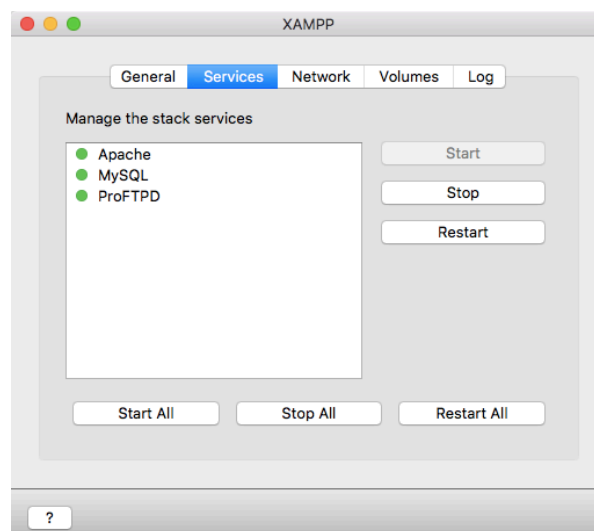 XAMPP
General Services Network Volumes Log
Manage the stack services
Apache
MySQL
ProFTPD
Start
Stop
Restart
Start All Stop All Restart All
?